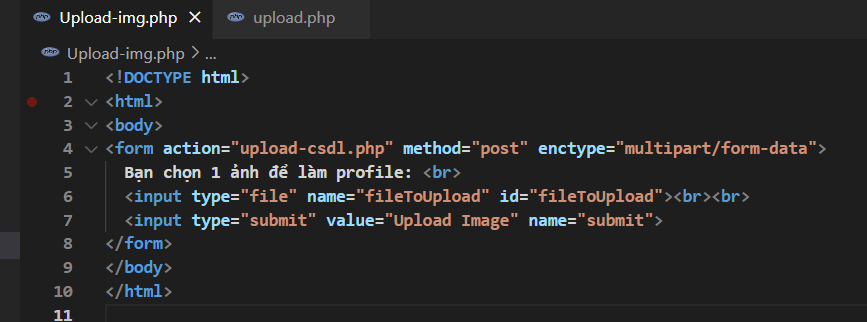 Upload-img.php × upload.php
Upload-img.php > ...
1 <!DOCTYPE html>
2 <html>
3 <body>
4 <form action="upload-csdl.php" method="post" enctype="multipart/form-data">
5 Bạn chọn 1 ảnh để làm profile: <br>
6 <input type="file" name="fileToUpload" id="fileToUpload"><br><br>
7 <input type="submit" value="Upload Image" name="submit">
8 </form>
9 </body>
10 </html>
11